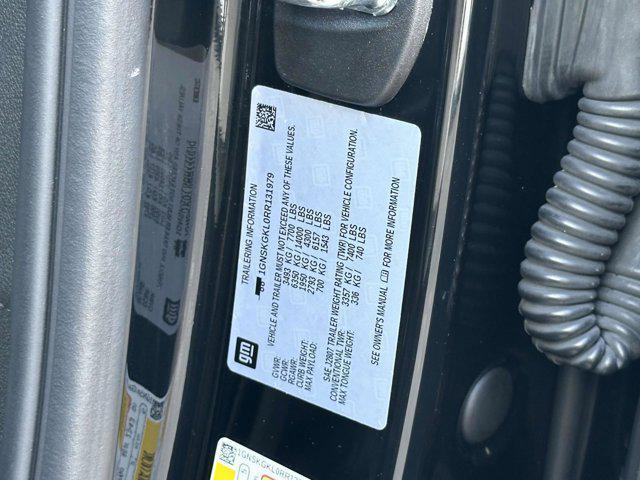 TRAILERING INFORMATION
1GNSKGKL0RR131979
VEHICLE AND TRAILER MUST NOT EXCEED ANY OF THESE VALUES.
GVWR: 3493 KG/ 7700 LBS
GCWR: 6350 KG/ 14000 LBS
RGAWR: 1950 KG/ 4300 LBS
CURB WEIGHT: 2793 KG/ 6157 LBS
MAX PAYLOAD: 700 KG/ 1543 LBS
SAE J2807 TRAILER WEIGHT RATING (TWR) FOR VEHICLE CONFIGURATION.
CONVENTIONAL TWR: 3357 KG/ 7400 LBS
MAX TONGUE WEIGHT: 336 KG/ 740 LBS
SEE OWNER'S MANUAL FOR MORE INFORMATION
gm
1GNSKGKL0RR13